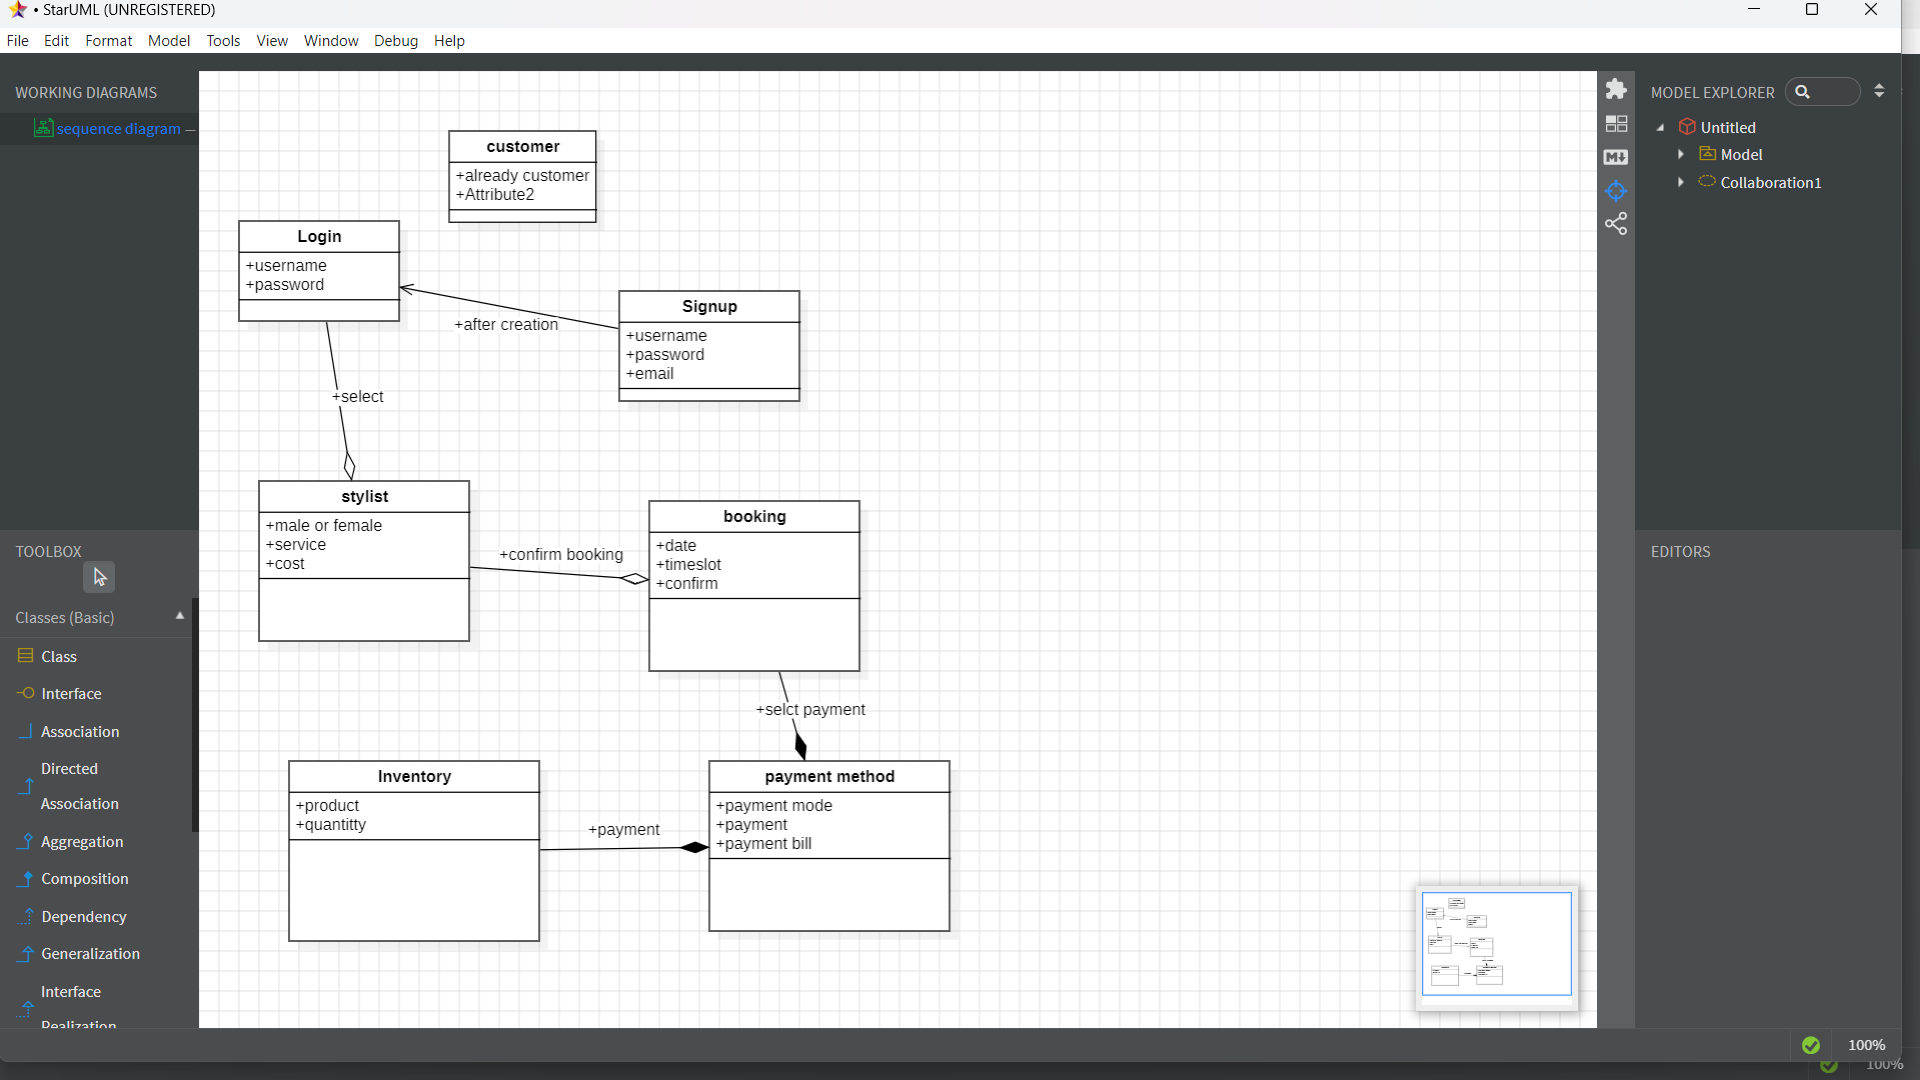 • StarUML (UNREGISTERED)
File Edit Format Model Tools View Window Debug Help
WORKING DIAGRAMS
sequence diagram —
TOOLBOX
Classes (Basic)
Class
Interface
Association
Directed
Association
Aggregation
Composition
Dependency
Generalization
Interface
Realization
customer
+already customer
+Attribute2
Login
+username
+password
+after creation
Signup
+username
+password
+email
+select
stylist
+male or female
+service
+cost
+confirm booking
booking
+date
+timeslot
+confirm
+selct payment
Inventory
+product
+quantitty
+payment
payment method
+payment mode
+payment
+payment bill
MODEL EXPLORER
Untitled
Model
Collaboration1
EDITORS
100%
100%